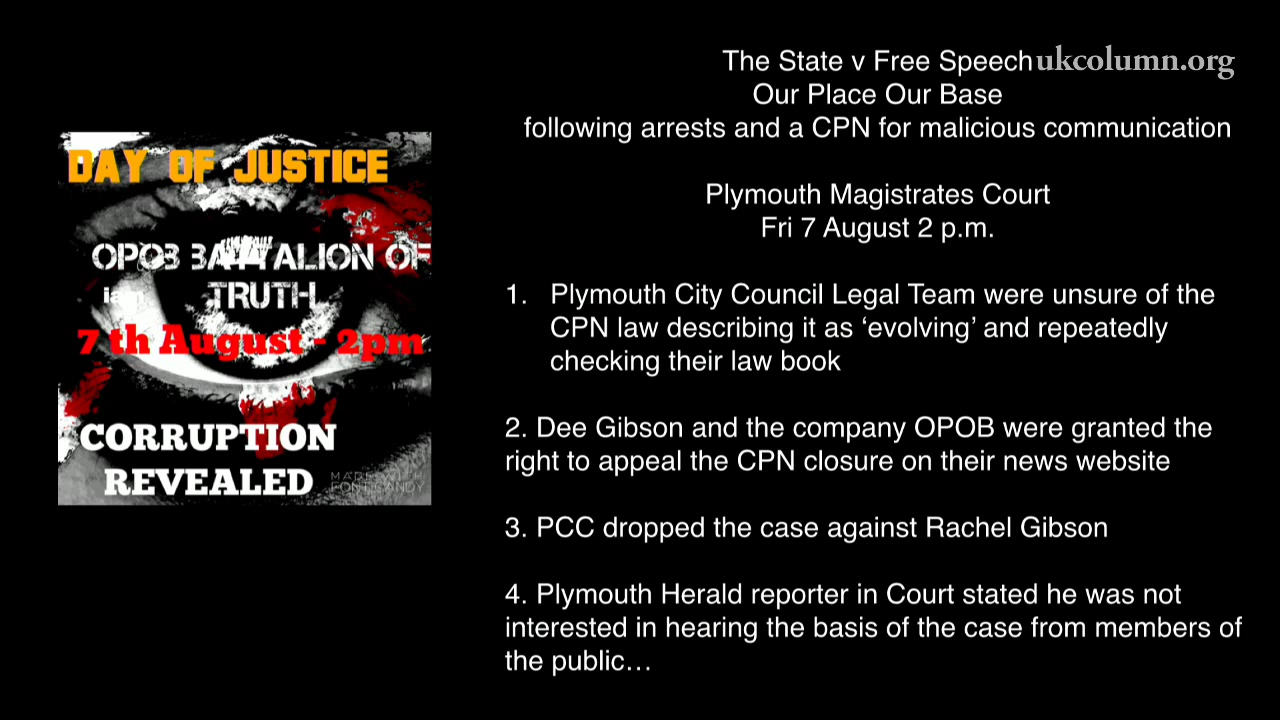 The State v Free Speech
ukcolumn.org
Our Place Our Base
following arrests and a CPN for malicious communication
Plymouth Magistrates Court
Fri 7 August 2 p.m.
1. Plymouth City Council Legal Team were unsure of the
CPN law describing it as ‘evolving’ and repeatedly
checking their law book
2. Dee Gibson and the company OPOB were granted the
right to appeal the CPN closure on their news website
3. PCC dropped the case against Rachel Gibson
4. Plymouth Herald reporter in Court stated he was not
interested in hearing the basis of the case from members of
the public…
DAY OF JUSTICE
OPOB BATTALION OF
TRUTH
7 th August - 2pm
CORRUPTION
REVEALED
MADE WITH
FONT CANDY